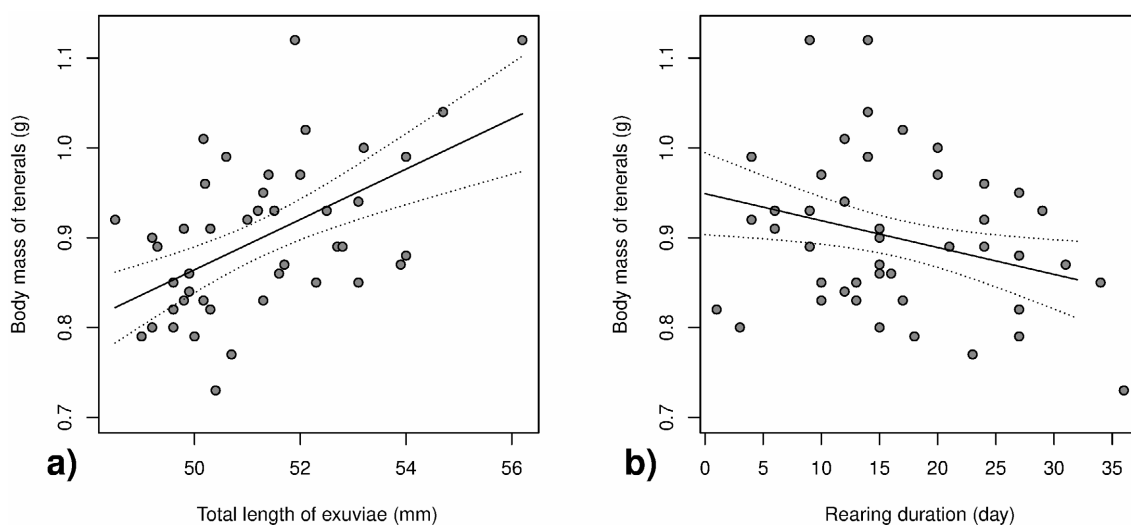 Body mass of tenerals (g)
1.1
1.0
0.9
0.8
0.7
50 52 54 56
a)
Total length of exuviae (mm)
Body mass of tenerals (g)
1.1
1.0
0.9
0.8
0.7
0 5 10 15 20 25 30 35
b)
Rearing duration (day)